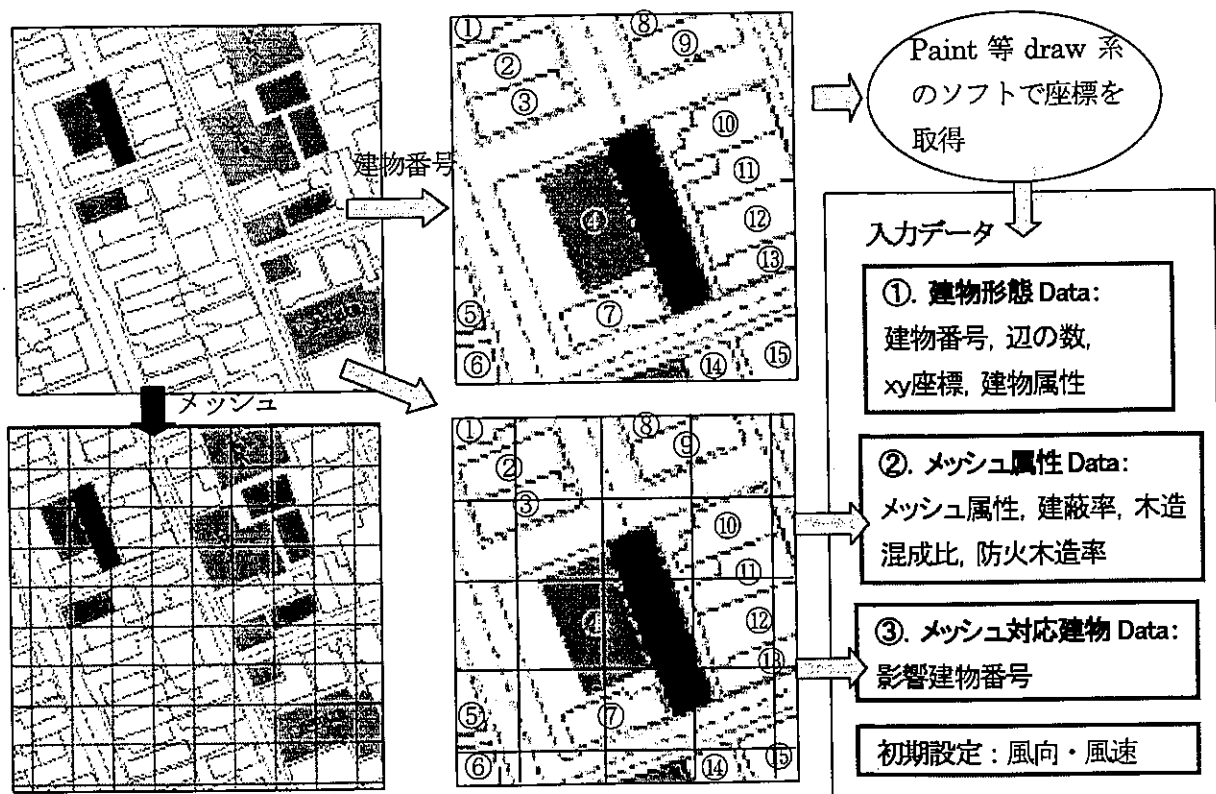 ①
②
③
⑧
⑨
⑩
⑪
⑫
⑬
④
⑤
⑥
⑦
⑭
⑮
建物番号
メッシュ
Paint 等 draw 系
のソフトで座標を
取得
入力データ
①. 建物形態 Data:
建物番号, 辺の数,
xy座標, 建物属性
①
②
③
⑧
⑨
⑩
⑪
⑫
⑬
④
⑤
⑥
⑦
⑭
⑮
②. メッシュ属性 Data:
メッシュ属性, 建蔽率, 木造
混成比, 防火木造率
③. メッシュ対応建物 Data:
影響建物番号
初期設定：風向・風速